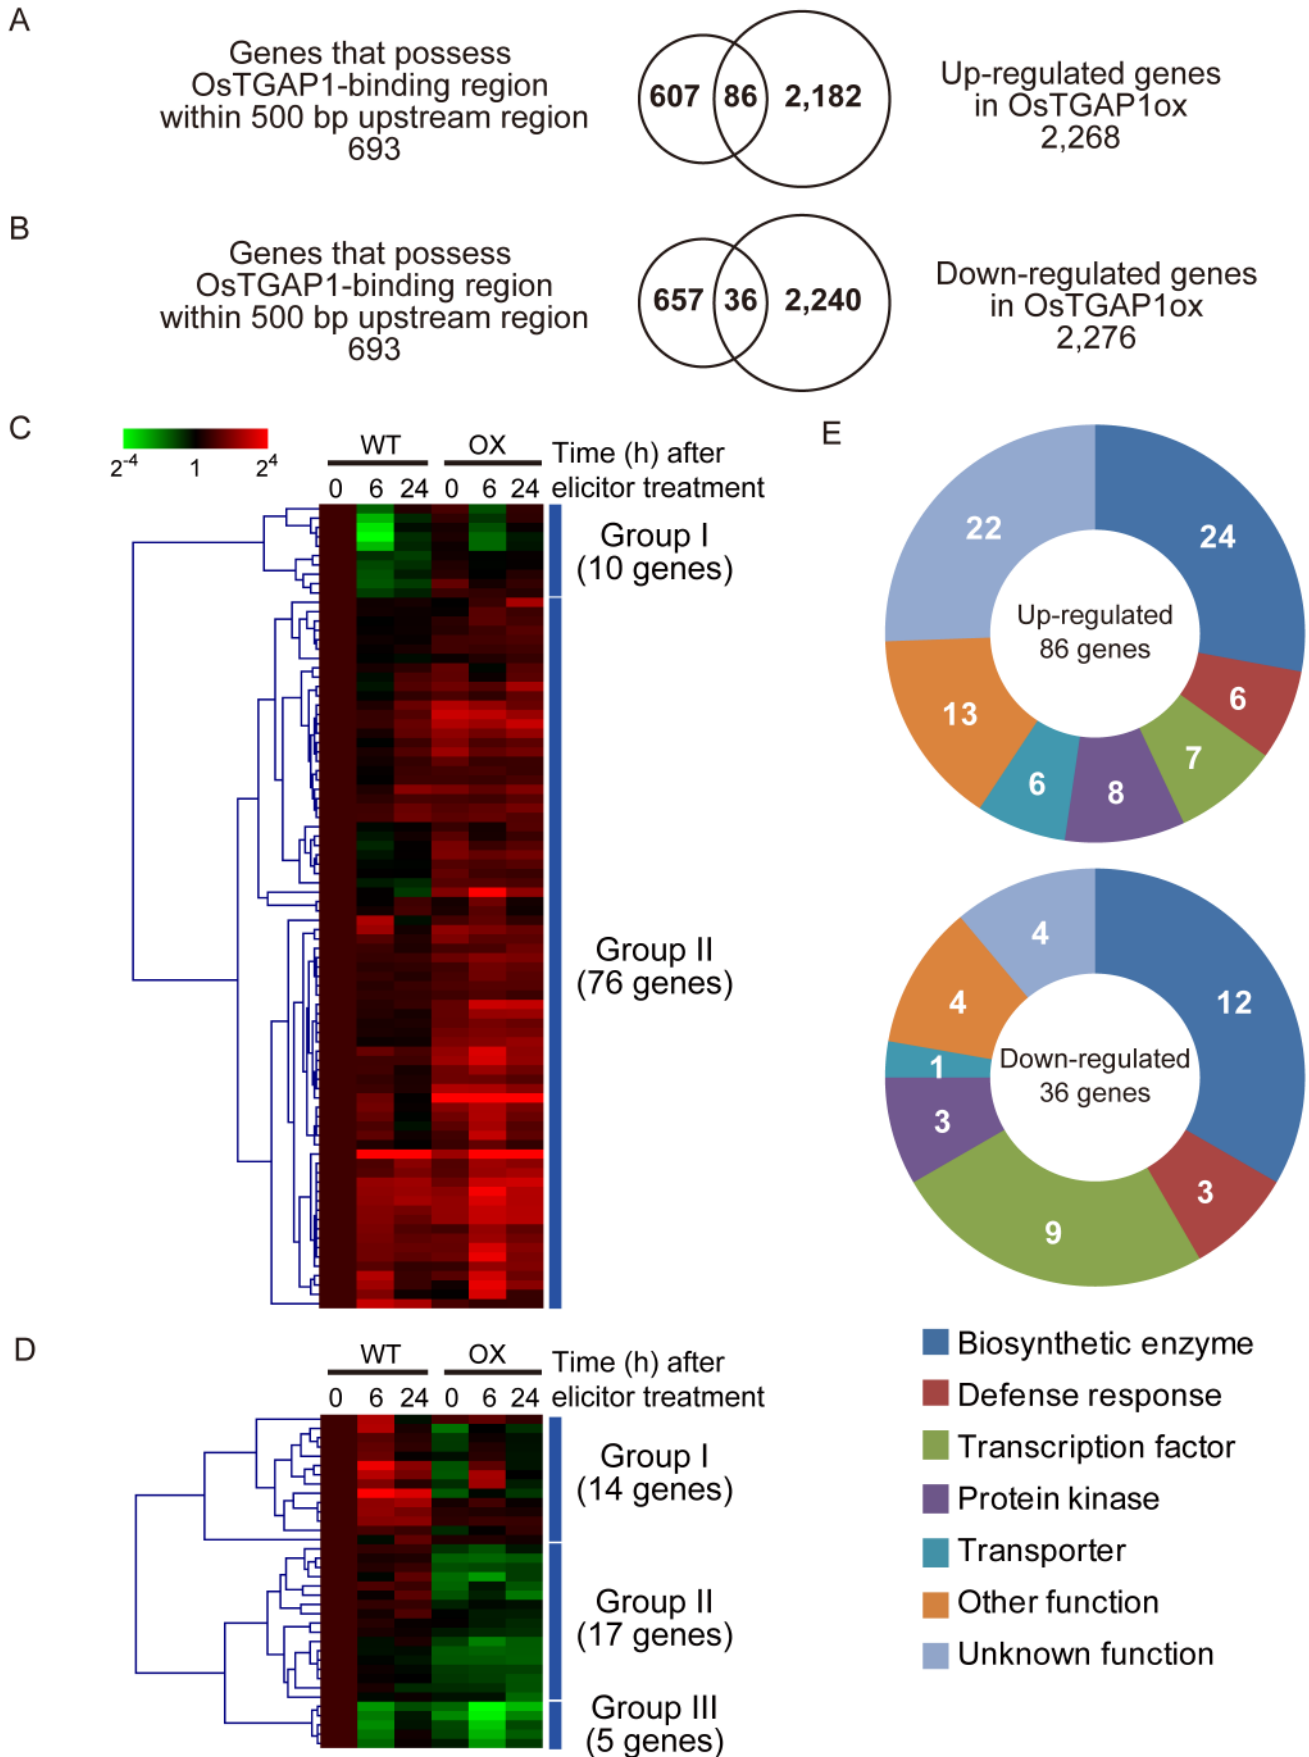 A
Genes that possess
OsTGAP1-binding region
within 500 bp upstream region
693
607 86 2,182
Up-regulated genes
in OsTGAP1ox
2,268
B
Genes that possess
OsTGAP1-binding region
within 500 bp upstream region
693
657 36 2,240
Down-regulated genes
in OsTGAP1ox
2,276
C
2-4 1 24
WT OX
0 6 24 0 6 24
Time (h) after
elicitor treatment
Group I
(10 genes)
Group II
(76 genes)
D
WT OX
0 6 24 0 6 24
Time (h) after
elicitor treatment
Group I
(14 genes)
Group II
(17 genes)
Group III
(5 genes)
E
22
24
Up-regulated
86 genes
6
13
7
6
8
4
12
4
Down-regulated
36 genes
1
3
3
9
Biosynthetic enzyme
Defense response
Transcription factor
Protein kinase
Transporter
Other function
Unknown function